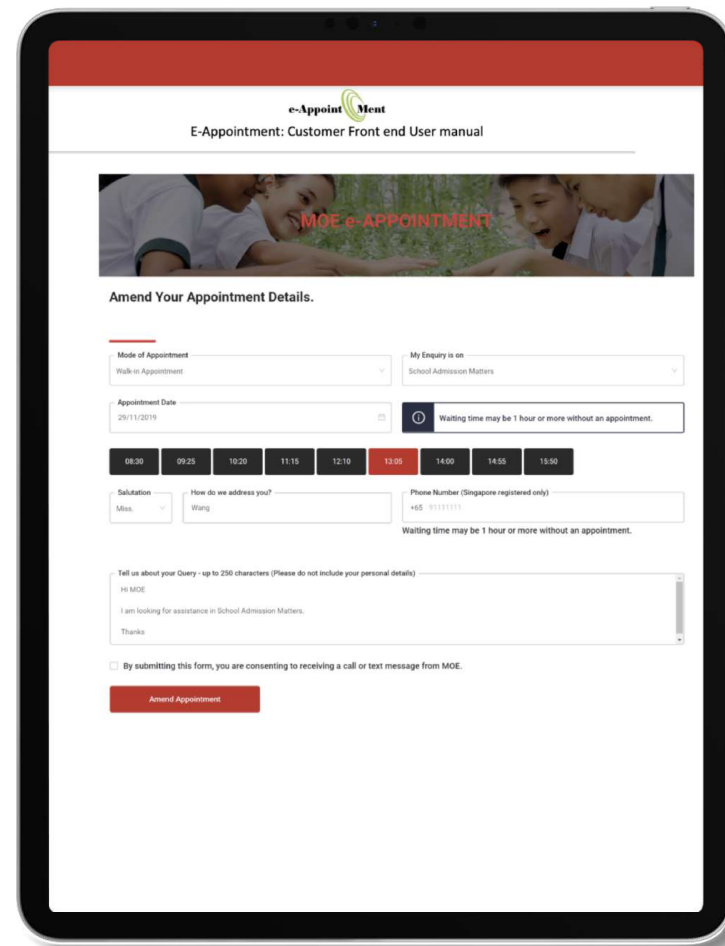 e-Appoint Ment
E-Appointment: Customer Front end User manual
MOE e-APPOINTMENT
Amend Your Appointment Details.
Mode of Appointment
My Enquiry is on
Walk-in Appointment
School Admission Matters
Appointment Date
29/11/2019
Waiting time may be 1 hour or more without an appointment.
08:30 09:25 10:20 11:15 12:10 13:05 14:00 14:55 15:50
Salutation
How do we address you?
Phone Number (Singapore registered only)
Miss.
Wang
+65 91111111
Waiting time may be 1 hour or more without an appointment.
Tell us about your Query - up to 250 characters (Please do not include your personal details)
Hi MOE
I am looking for assistance in School Admission Matters.
Thanks
By submitting this form, you are consenting to receiving a call or text message from MOE.
Amend Appointment